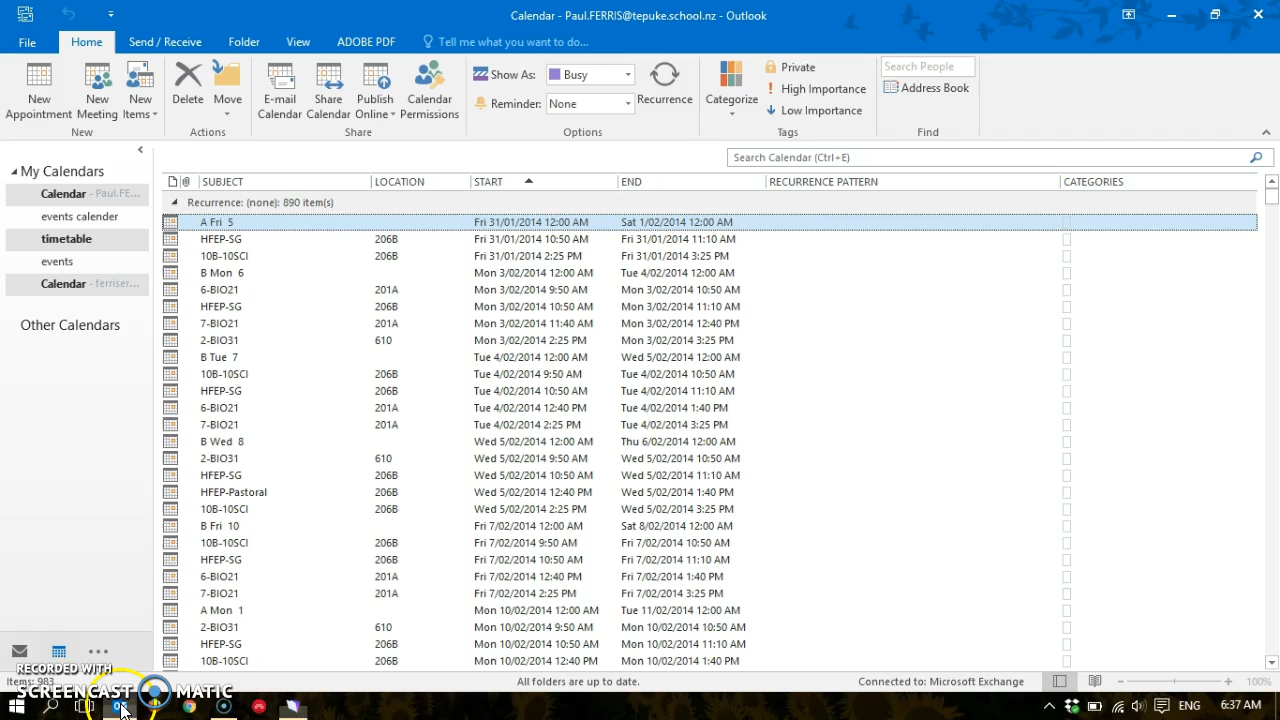 Calendar - Paul.FERRIS@tepuke.school.nz - Outlook
File Home Send / Receive Folder View ADOBE PDF Tell me what you want to do...
New Appointment
New Meeting
New Items
New
Delete
Move
Actions
E-mail Calendar
Share Calendar
Publish Online
Calendar Permissions
Share
Show As: Busy
Reminder: None
Recurrence
Options
Categorize
Private
High Importance
Low Importance
Tags
Search People
Address Book
Find
My Calendars
Calendar - Paul.FE...
events calender
timetable
events
Calendar - ferriser...
Other Calendars
Search Calendar (Ctrl+E)
SUBJECT LOCATION START END RECURRENCE PATTERN CATEGORIES
Recurrence: (none): 890 item(s)
A Fri 5 Fri 31/01/2014 12:00 AM Sat 1/02/2014 12:00 AM
HFEP-SG 206B Fri 31/01/2014 10:50 AM Fri 31/01/2014 11:10 AM
10B-10SCI 206B Fri 31/01/2014 2:25 PM Fri 31/01/2014 3:25 PM
B Mon 6 Mon 3/02/2014 12:00 AM Tue 4/02/2014 12:00 AM
6-BIO21 201A Mon 3/02/2014 9:50 AM Mon 3/02/2014 10:50 AM
HFEP-SG 206B Mon 3/02/2014 10:50 AM Mon 3/02/2014 11:10 AM
7-BIO21 201A Mon 3/02/2014 11:40 AM Mon 3/02/2014 12:40 PM
2-BIO31 610 Mon 3/02/2014 2:25 PM Mon 3/02/2014 3:25 PM
B Tue 7 Tue 4/02/2014 12:00 AM Wed 5/02/2014 12:00 AM
10B-10SCI 206B Tue 4/02/2014 9:50 AM Tue 4/02/2014 10:50 AM
HFEP-SG 206B Tue 4/02/2014 10:50 AM Tue 4/02/2014 11:10 AM
6-BIO21 201A Tue 4/02/2014 12:40 PM Tue 4/02/2014 1:40 PM
7-BIO21 201A Tue 4/02/2014 2:25 PM Tue 4/02/2014 3:25 PM
B Wed 8 Wed 5/02/2014 12:00 AM Thu 6/02/2014 12:00 AM
2-BIO31 610 Wed 5/02/2014 9:50 AM Wed 5/02/2014 10:50 AM
HFEP-SG 206B Wed 5/02/2014 10:50 AM Wed 5/02/2014 11:10 AM
HFEP-Pastoral 206B Wed 5/02/2014 12:40 PM Wed 5/02/2014 1:40 PM
10B-10SCI 206B Wed 5/02/2014 2:25 PM Wed 5/02/2014 3:25 PM
B Fri 10 Fri 7/02/2014 12:00 AM Sat 8/02/2014 12:00 AM
10B-10SCI 206B Fri 7/02/2014 9:50 AM Fri 7/02/2014 10:50 AM
HFEP-SG 206B Fri 7/02/2014 10:50 AM Fri 7/02/2014 11:10 AM
6-BIO21 201A Fri 7/02/2014 12:40 PM Fri 7/02/2014 1:40 PM
7-BIO21 201A Fri 7/02/2014 2:25 PM Fri 7/02/2014 3:25 PM
A Mon 1 Mon 10/02/2014 12:00 AM Tue 11/02/2014 12:00 AM
2-BIO31 610 Mon 10/02/2014 9:50 AM Mon 10/02/2014 10:50 AM
HFEP-SG 206B Mon 10/02/2014 10:50 AM Mon 10/02/2014 11:10 AM
10B-10SCI 206B Mon 10/02/2014 12:40 PM Mon 10/02/2014 1:40 PM
RECORDED WITH
SCREENCAST MATIC
Items: 983 All folders are up to date. Connected to: Microsoft Exchange 100%
ENG 6:37 AM